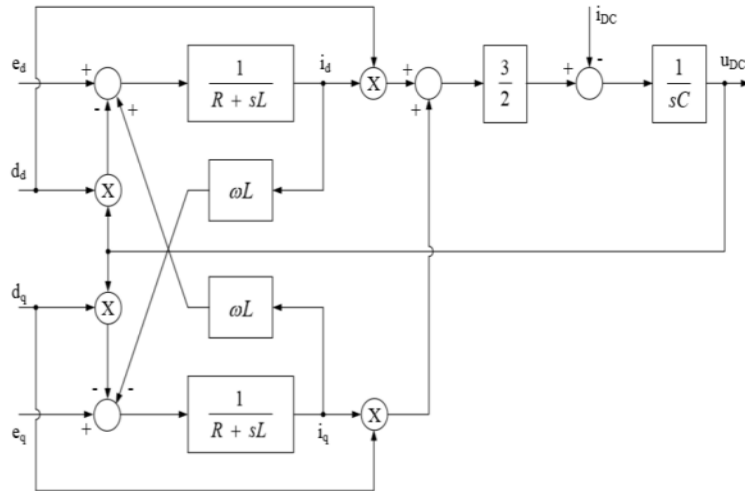 i_DC
e_d + + 1 i_d X + 3 + - 1 u_DC
- + R + sL + 2 sC
d_d X ωL
d_q X ωL
- - 1
e_q + R + sL i_q X